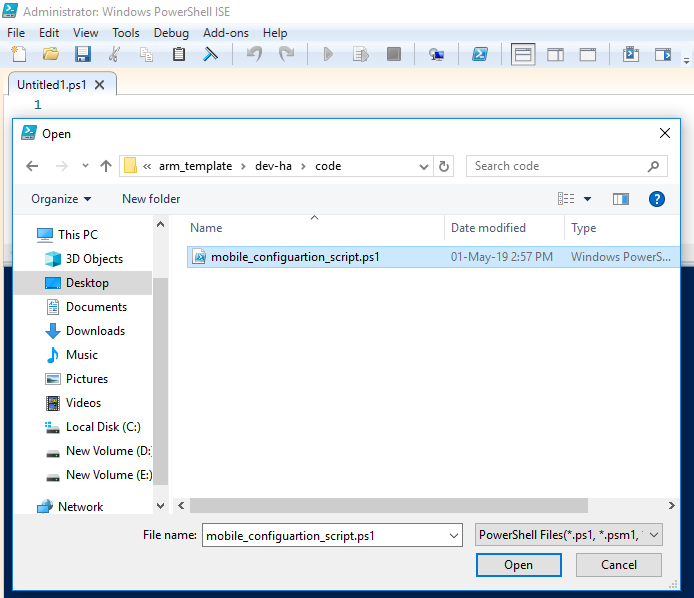 Administrator: Windows PowerShell ISE
File Edit View Tools Debug Add-ons Help
Untitled1.ps1
1
Open
« arm_template > dev-ha > code
Search code
Organize New folder
Name Date modified Type
This PC
3D Objects
Desktop
Documents
Downloads
Music
Pictures
Videos
Local Disk (C:)
New Volume (D:
New Volume (E:)
Network
mobile_configuartion_script.ps1 01-May-19 2:57 PM Windows PowerS...
File name: mobile_configuartion_script.ps1 PowerShell Files(*.ps1, *.psm1,
Open Cancel